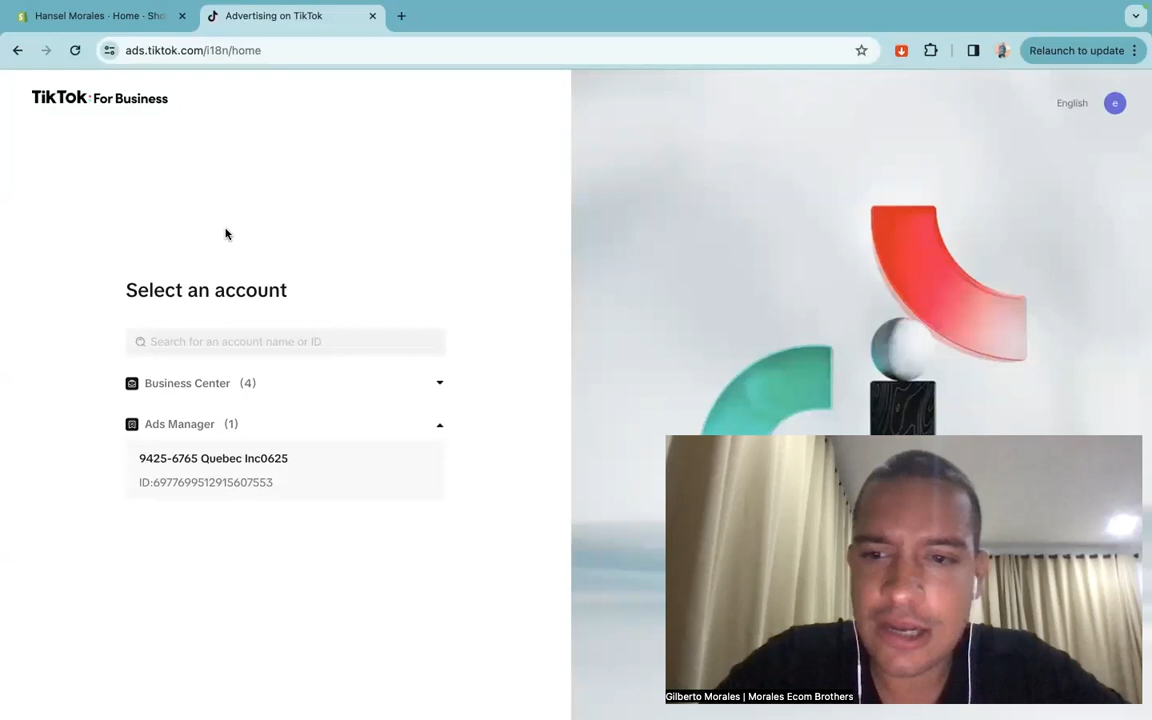 Hansel Morales · Home · Sho
Advertising on TikTok
ads.tiktok.com/i18n/home
Relaunch to update
TikTok For Business
English
e
Select an account
Search for an account name or ID
Business Center (4)
Ads Manager (1)
9425-6765 Quebec Inc0625
ID:6977699512915607553
Gilberto Morales | Morales Ecom Brothers